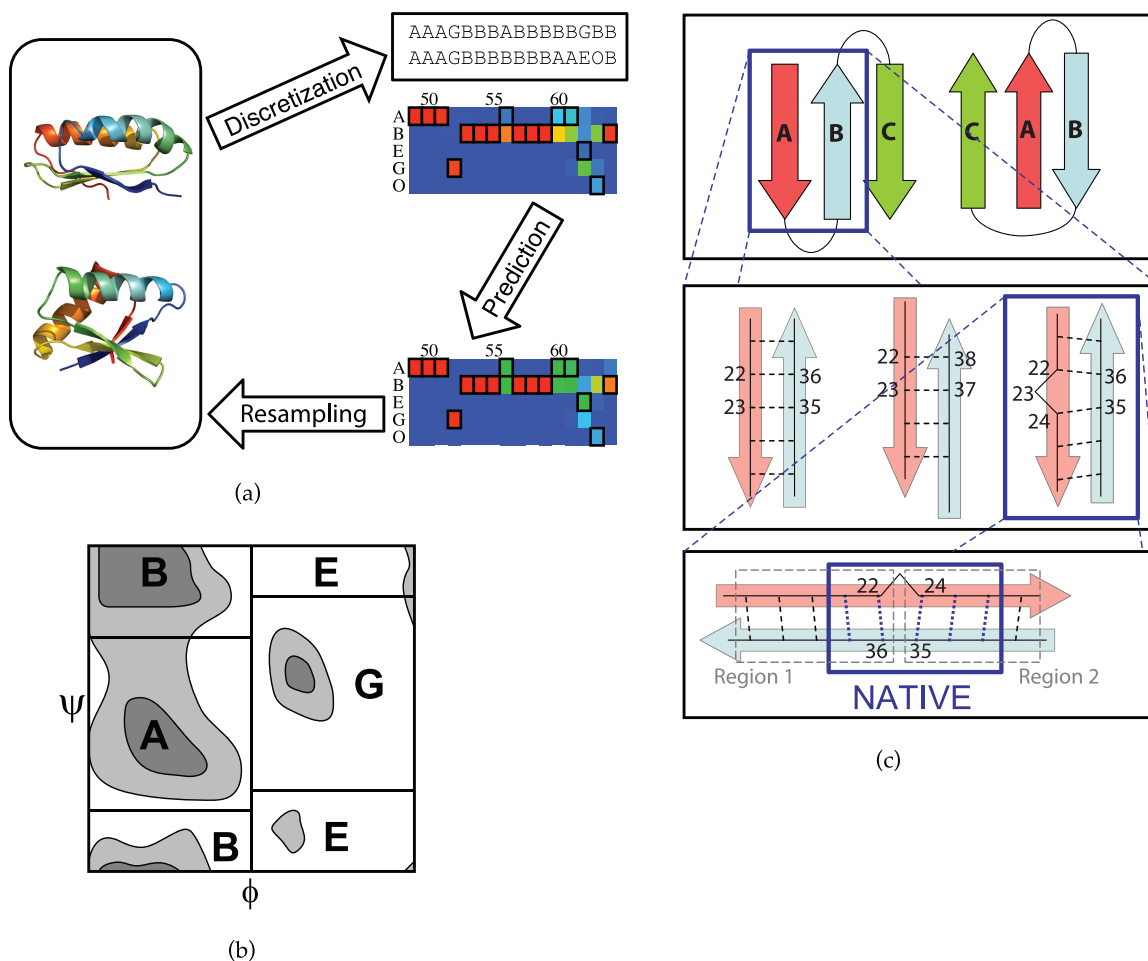 AAAGBBBABBBBBGBB
AAAGBBBBBBBAAEOB
Discretization
50 55 60
A
B
E
G
O
Prediction
50 55 60
A
B
E
G
O
Resampling
(a)
B E
G
A
ψ
B E
ϕ
(b)
A B C C A B
22 36
23 35
22 38
23 37
22 36
23
24 35
22 24
36 35
Region 1 Region 2
NATIVE
(c)